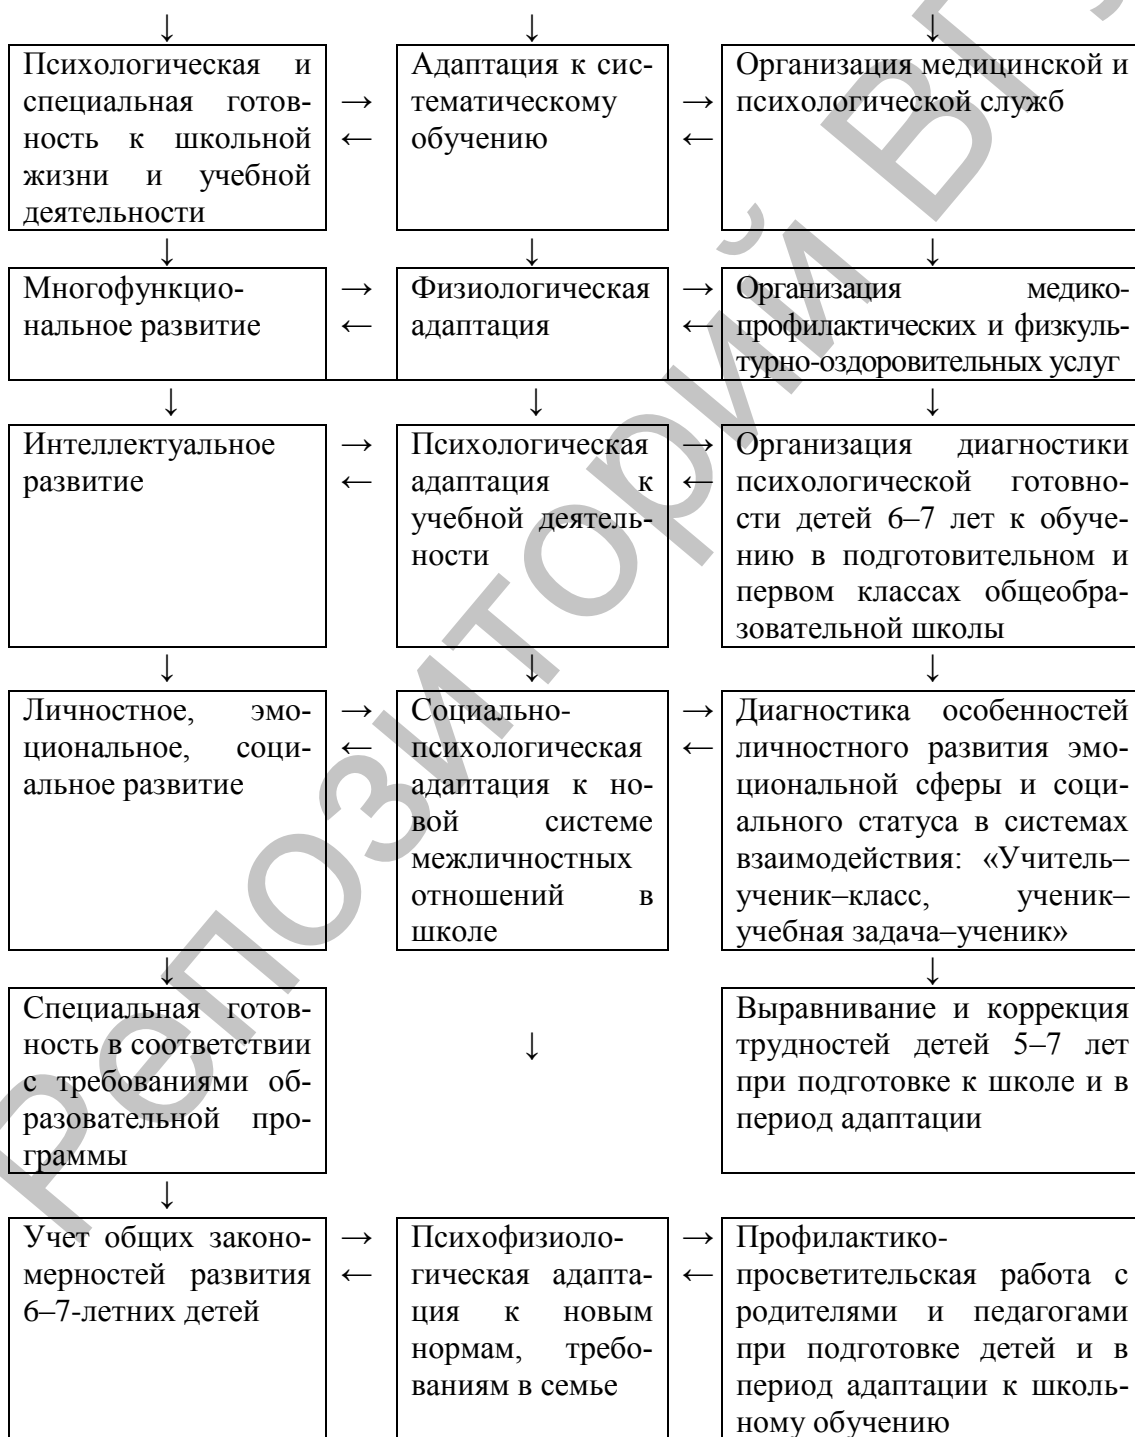 ↓ ↓ ↓
Психологическая и
специальная готов-
ность к школьной
жизни и учебной
деятельности
→
←
Адаптация к сис-
тематическому
обучению
→
←
Организация медицинской и
психологической служб
↓ ↓ ↓
Многофункцио-
нальное развитие
→
←
Физиологическая
адаптация
→
←
Организация медико-
профилактических и физкуль-
турно-оздоровительных услуг
↓ ↓ ↓
Интеллектуальное
развитие
→
←
Психологическая
адаптация к
учебной деятель-
ности
→
←
Организация диагностики
психологической готовно-
сти детей 6–7 лет к обуче-
нию в подготовительном и
первом классах общеобра-
зовательной школы
↓ ↓ ↓
Личностное, эмо-
циональное, соци-
альное развитие
→
←
Социально-
психологическая
адаптация к но-
вой системе
межличностных
отношений в
школе
→
←
Диагностика особенностей
личностного развития эмо-
циональной сферы и соци-
ального статуса в системах
взаимодействия: «Учитель–
ученик–класс, ученик–
учебная задача–ученик»
↓ ↓
Специальная готов-
ность в соответствии
с требованиями об-
разовательной про-
граммы
↓
Выравнивание и коррекция
трудностей детей 5–7 лет
при подготовке к школе и в
период адаптации
↓
Учет общих законо-
мерностей развития
6–7-летних детей
→
←
Психофизиоло-
гическая адапта-
ция к новым
нормам, требо-
ваниям в семье
→
←
Профилактико-
просветительская работа с
родителями и педагогами
при подготовке детей и в
период адаптации к школь-
ному обучению
Репозиторий